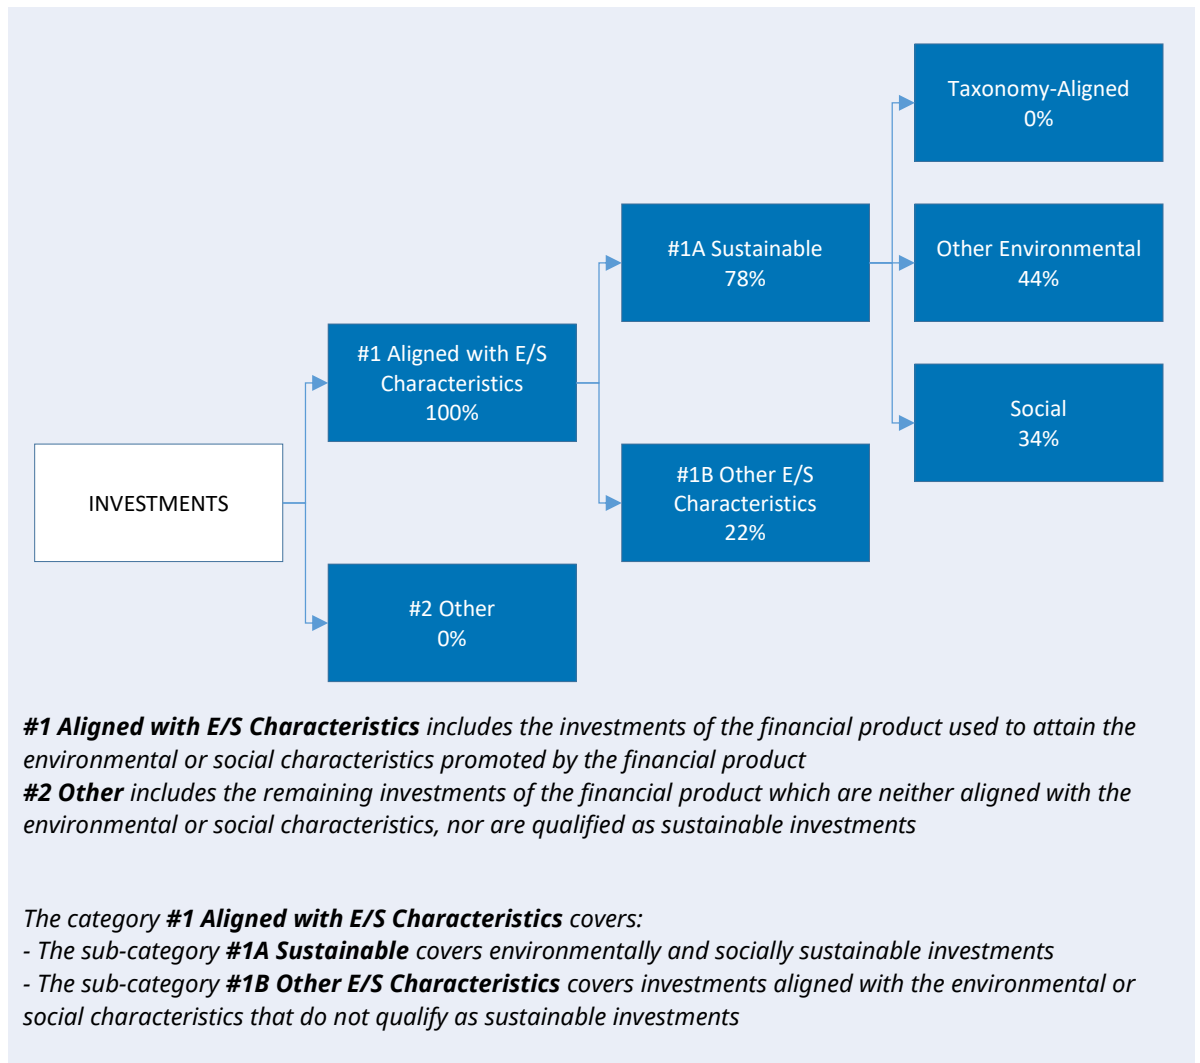 Taxonomy-Aligned
0%
#1A Sustainable
78%
Other Environmental
44%
#1 Aligned with E/S
Characteristics
100%
Social
34%
INVESTMENTS
#1B Other E/S
Characteristics
22%
#2 Other
0%
#1 Aligned with E/S Characteristics includes the investments of the financial product used to attain the
environmental or social characteristics promoted by the financial product
#2 Other includes the remaining investments of the financial product which are neither aligned with the
environmental or social characteristics, nor are qualified as sustainable investments
The category #1 Aligned with E/S Characteristics covers:
- The sub-category #1A Sustainable covers environmentally and socially sustainable investments
- The sub-category #1B Other E/S Characteristics covers investments aligned with the environmental or
social characteristics that do not qualify as sustainable investments